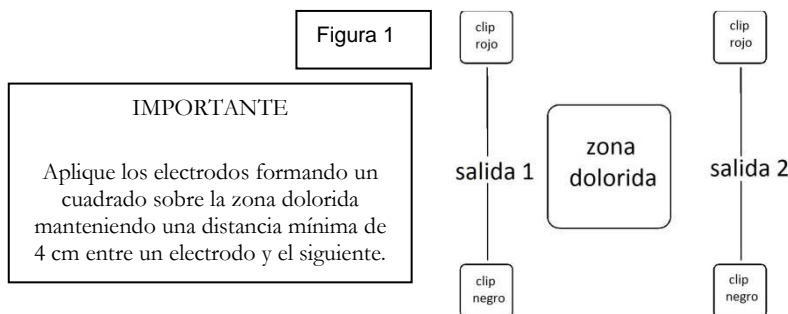 Figura 1
IMPORTANTE
Aplique los electrodos formando un
cuadrado sobre la zona dolorida
manteniendo una distancia mínima de
4 cm entre un electrodo y el siguiente.
clip
rojo
clip
rojo
salida 1
zona
dolorida
salida 2
clip
negro
clip
negro